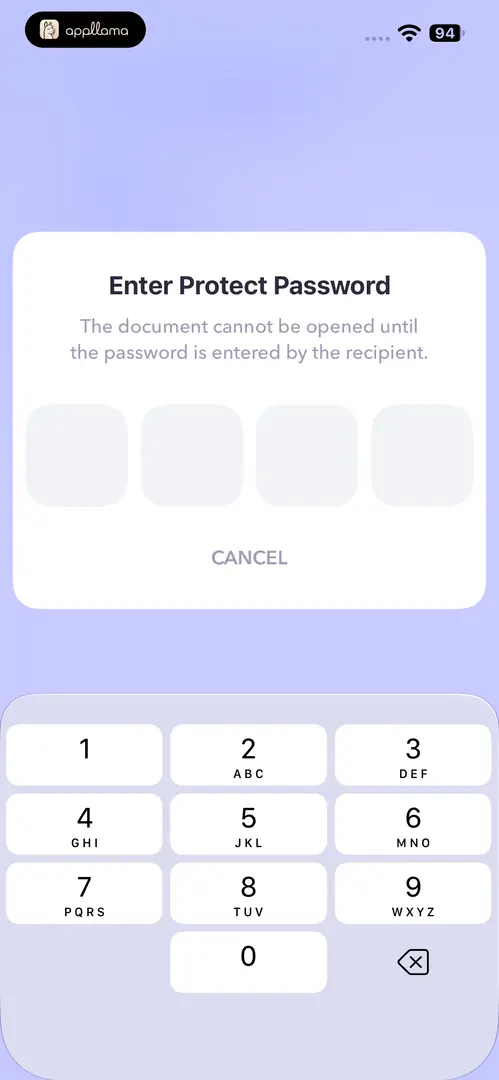 appllama
94
Enter Protect Password
The document cannot be opened until
the password is entered by the recipient.
CANCEL
1
2
ABC
3
DEF
4
GHI
5
JKL
6
MNO
7
PQRS
8
TUV
9
WXYZ
0